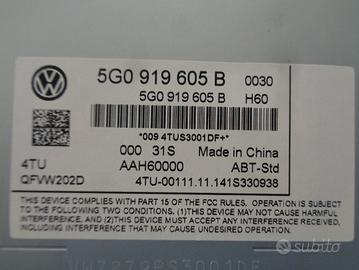 5G0 919 605 B 0030
5G0 919 605 B H60
*009 4TUS3001DF+*
000 31S Made in China
4TU AAH60000 ABT-Std
QFVW202D 4TU-00111.11.141S330938
THIS DEVICE COMPLIES WITH PART 15 OF THE FCC RULES. OPERATION IS SUBJECT
TO THE FOLLOWING TWO CONDITIONS: (1) THIS DEVICE MAY NOT CAUSE HARMFUL
INTERFERENCE, AND (2) THIS DEVICE MUST ACCEPT ANY INTERFERENCE
RECEIVED, INCLUDING INTERFERENCE THAT MAY CAUSE UNDESIRED OPERATION.
subito